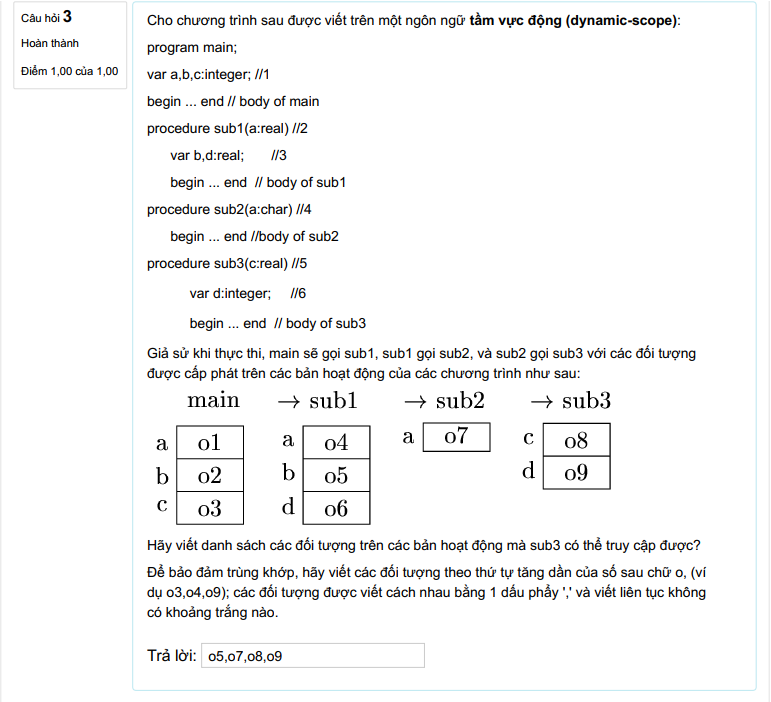 Câu hỏi 3
Hoàn thành
Điểm 1,00 của 1,00
Cho chương trình sau được viết trên một ngôn ngữ tầm vực động (dynamic-scope):
program main;
var a,b,c:integer; //1
begin ... end // body of main
procedure sub1(a:real) //2
var b,d:real; //3
begin ... end // body of sub1
procedure sub2(a:char) //4
begin ... end //body of sub2
procedure sub3(c:real) //5
var d:integer; //6
begin ... end // body of sub3
Giả sử khi thực thi, main sẽ gọi sub1, sub1 gọi sub2, và sub2 gọi sub3 với các đối tượng
được cấp phát trên các bản hoạt động của các chương trình như sau:
main → sub1 → sub2 → sub3
a o1 a o4 a o7 c o8
b o2 b o5 d o9
c o3 d o6
Hãy viết danh sách các đối tượng trên các bản hoạt động mà sub3 có thể truy cập được?
Để bảo đảm trùng khớp, hãy viết các đối tượng theo thứ tự tăng dần của số sau chữ o, (ví
dụ o3,o4,o9); các đối tượng được viết cách nhau bằng 1 dấu phẩy ',' và viết liên tục không
có khoảng trắng nào.
Trả lời: o5,o7,o8,o9